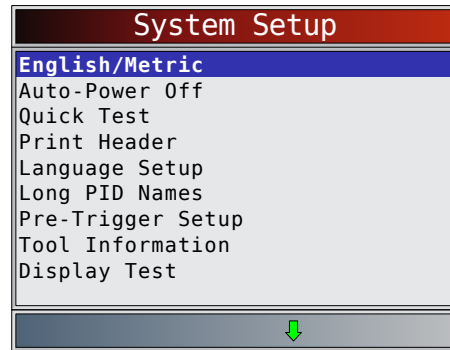 System Setup
English/Metric
Auto-Power Off
Quick Test
Print Header
Language Setup
Long PID Names
Pre-Trigger Setup
Tool Information
Display Test